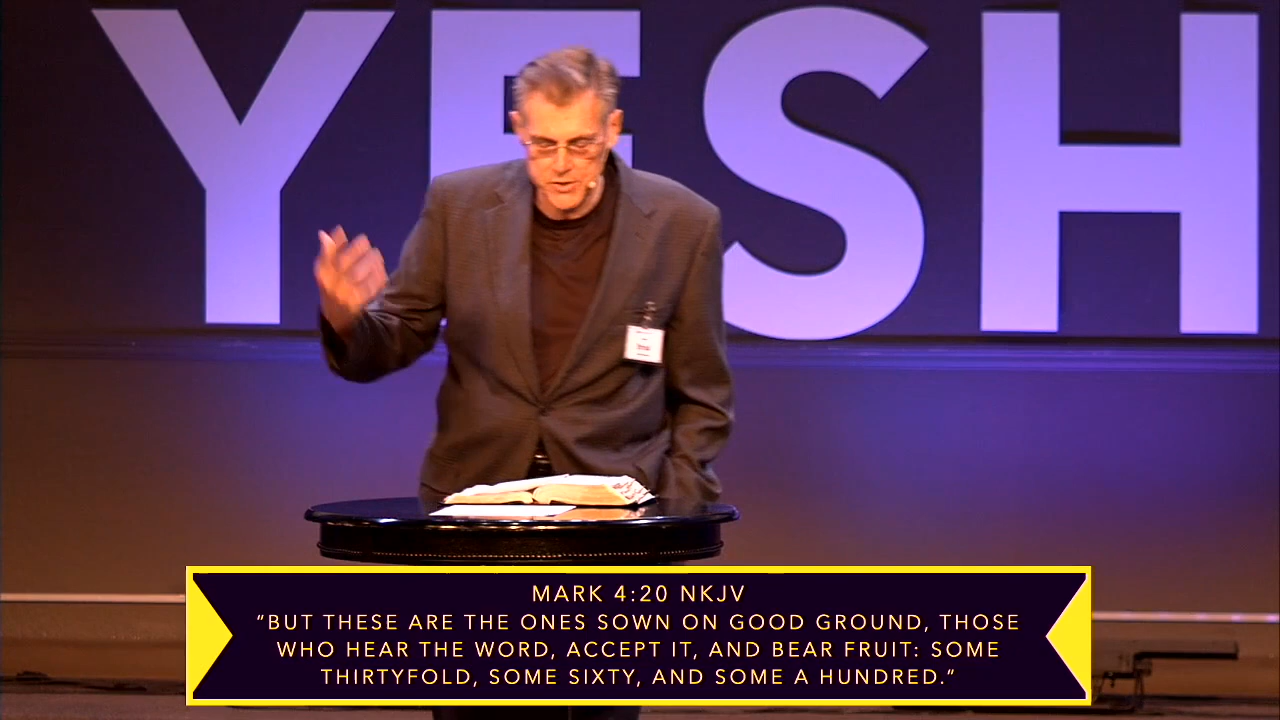 YESH
MARK 4:20 NKJV
"BUT THESE ARE THE ONES SOWN ON GOOD GROUND, THOSE
WHO HEAR THE WORD, ACCEPT IT, AND BEAR FRUIT: SOME
THIRTYFOLD, SOME SIXTY, AND SOME A HUNDRED."